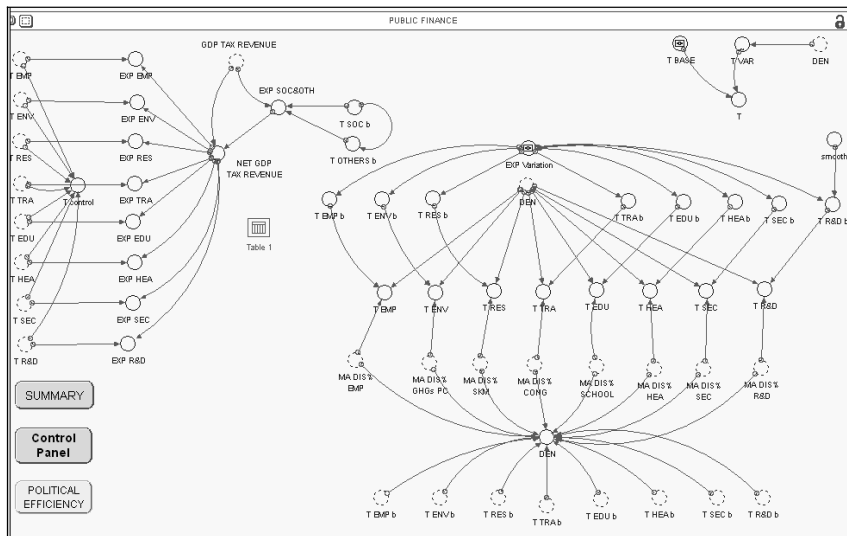 PUBLIC FINANCE
GDP TAX REVENUE
T BASE
T VAR
DEN
T
T EMP
EXP EMP
EXP SOC&OTH
T ENV
EXP ENV
T SOC b
T OTHERS b
T RES
EXP RES
NET GDP
TAX REVENUE
EXP Variation
smooth
T TRA
T control
EXP TRA
DEN
T EMP b
T ENV b
T RES b
T TRA b
T EDU b
T HEA b
T SEC b
T R&D b
T EDU
EXP EDU
Table 1
T HEA
EXP HEA
T SEC
EXP SEC
T EMP
T ENV
T RES
T TRA
T EDU
T HEA
T SEC
T R&D
T R&D
EXP R&D
MA DIS%
EMP
MA DIS%
GHGs PC
MA DIS%
SKM
MA DIS%
CONG
MA DIS%
SCHOOL
MA DIS%
HEA
MA DIS%
SEC
MA DIS%
R&D
SUMMARY
Control
Panel
DEN
POLITICAL
EFFICIENCY
T EMP b
T ENV b
T RES b
T TRA b
T EDU b
T HEA b
T SEC b
T R&D b